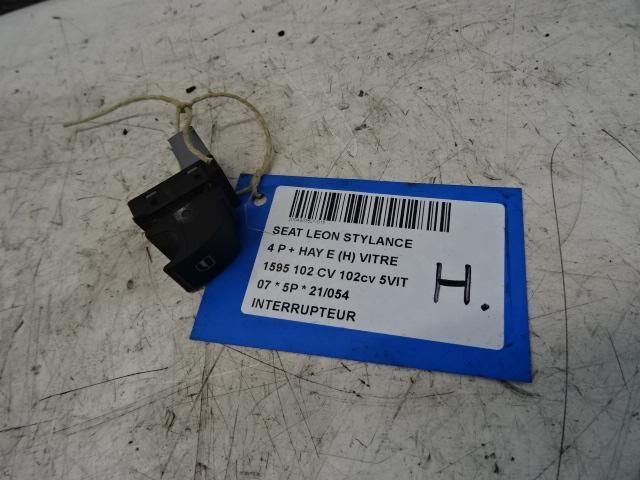 SEAT LEON STYLANCE
4 P + HAY E (H) VITRE
1595 102 CV 102cv 5VIT
07 * 5P * 21/054
INTERRUPTEUR
H.